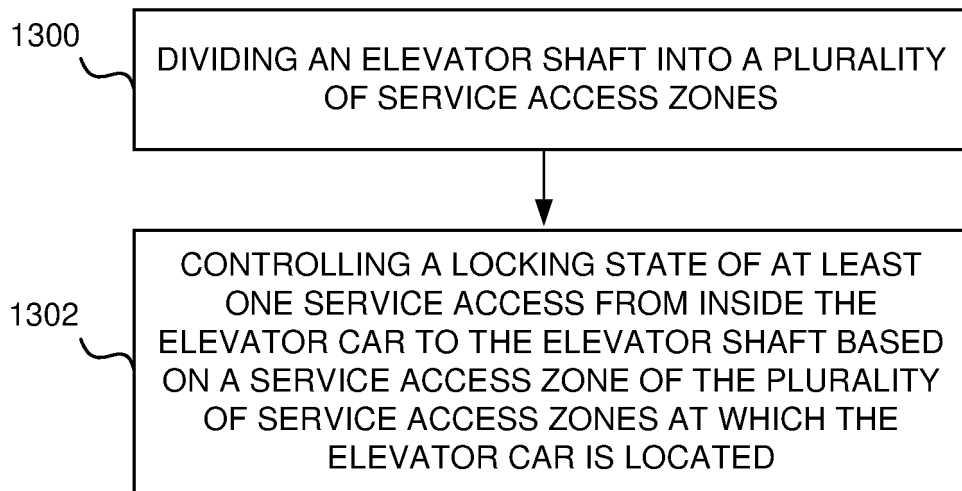 1300
DIVIDING AN ELEVATOR SHAFT INTO A PLURALITY
OF SERVICE ACCESS ZONES
1302
CONTROLLING A LOCKING STATE OF AT LEAST
ONE SERVICE ACCESS FROM INSIDE THE
ELEVATOR CAR TO THE ELEVATOR SHAFT BASED
ON A SERVICE ACCESS ZONE OF THE PLURALITY
OF SERVICE ACCESS ZONES AT WHICH THE
ELEVATOR CAR IS LOCATED